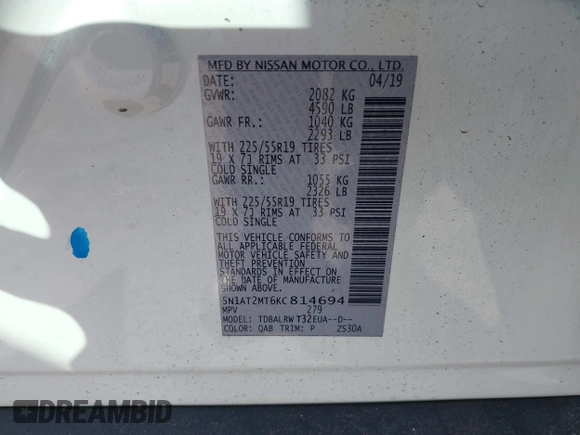 MFD BY NISSAN MOTOR CO., LTD.
DATE: 04/19
GVWR: 2082 KG
4590 LB
GAWR FR.: 1040 KG
2293 LB
WITH 225/55R19 TIRES
19 X 7J RIMS AT 33 PSI
COLD SINGLE
GAWR RR.: 1055 KG
2326 LB
WITH 225/55R19 TIRES
19 X 7J RIMS AT 33 PSI
COLD SINGLE
THIS VEHICLE CONFORMS TO
ALL APPLICABLE FEDERAL
MOTOR VEHICLE SAFETY AND
THEFT PREVENTION
STANDARDS IN EFFECT ON
THE DATE OF MANUFACTURE
SHOWN ABOVE.
5N1AT2MT6KC814694
MPV 279
MODEL: TDBALRW T32EUA--D--
COLOR: QAB TRIM: P ZS30A
DREAMBID